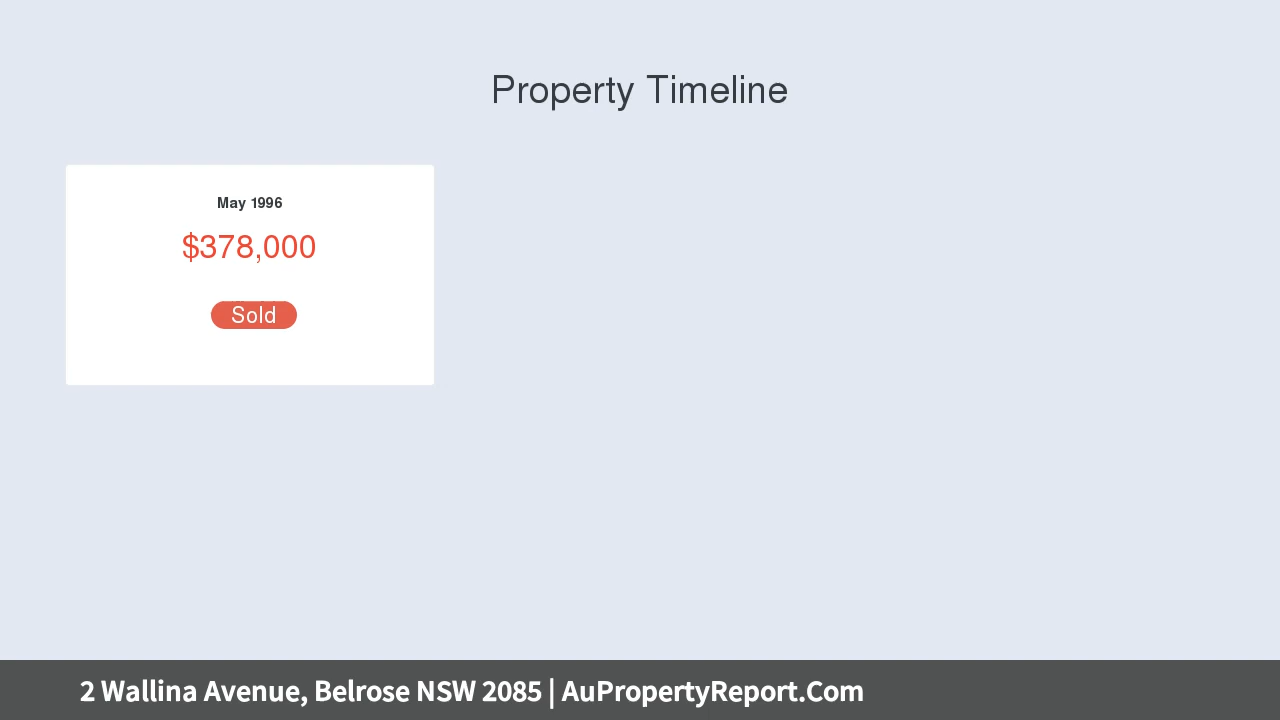 Property Timeline
May 1996
$378,000
Sold
2 Wallina Avenue, Belrose NSW 2085 | AuPropertyReport.Com